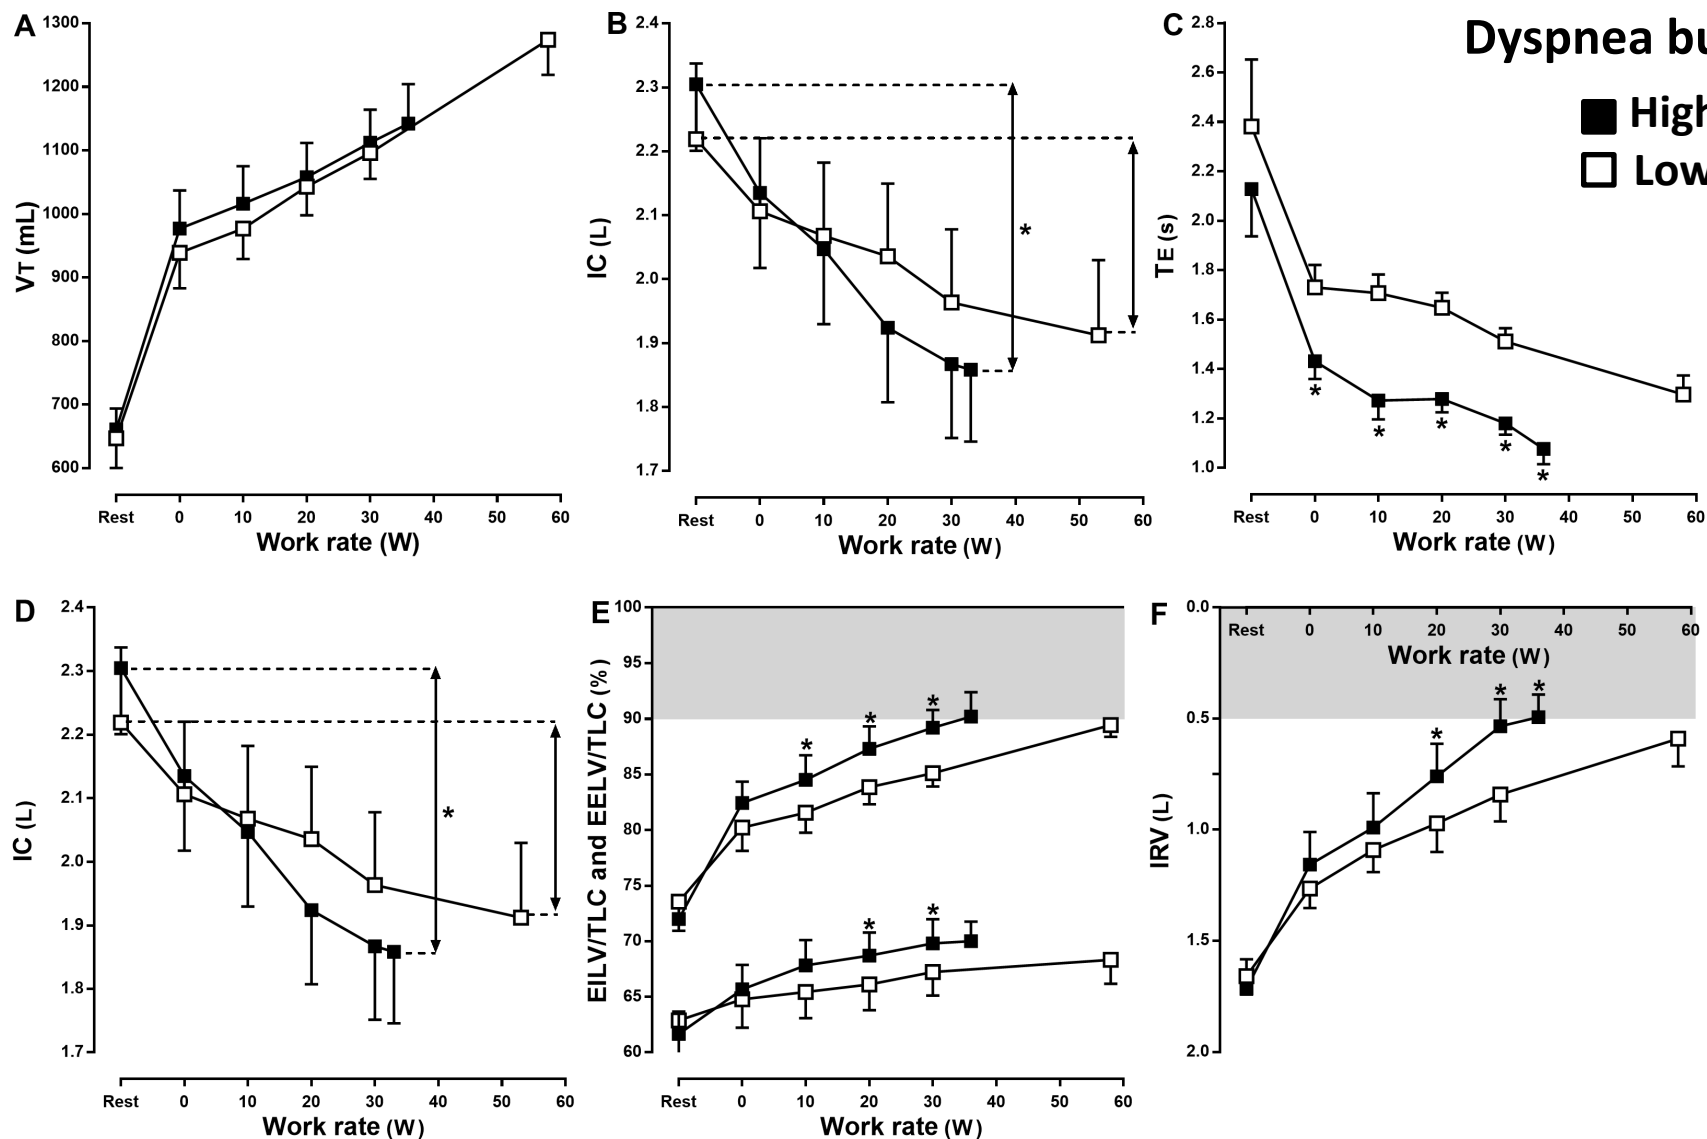 A
1300
1200
1100
1000
900
800
700
600
VT (mL)
Rest 0 10 20 30 40 50 60
Work rate (W)
B
2.4
2.3
2.2
2.1
2.0
1.9
1.8
1.7
IC (L)
*
Rest 0 10 20 30 40 50 60
Work rate (W)
C
2.8
2.6
2.4
2.2
2.0
1.8
1.6
1.4
1.2
1.0
TE (s)
* * * * *
Rest 0 10 20 30 40 50 60
Work rate (W)
Dyspnea
High
Low
D
2.4
2.3
2.2
2.1
2.0
1.9
1.8
1.7
IC (L)
*
Rest 0 10 20 30 40 50 60
Work rate (W)
E
100
95
90
85
80
75
70
65
60
EILV/TLC and EELV/TLC (%)
* * *
* *
Rest 0 10 20 30 40 50 60
Work rate (W)
F
0.0
0.5
1.0
1.5
2.0
IRV (L)
Rest 0 10 20 30 40 50 60
Work rate (W)
* * *